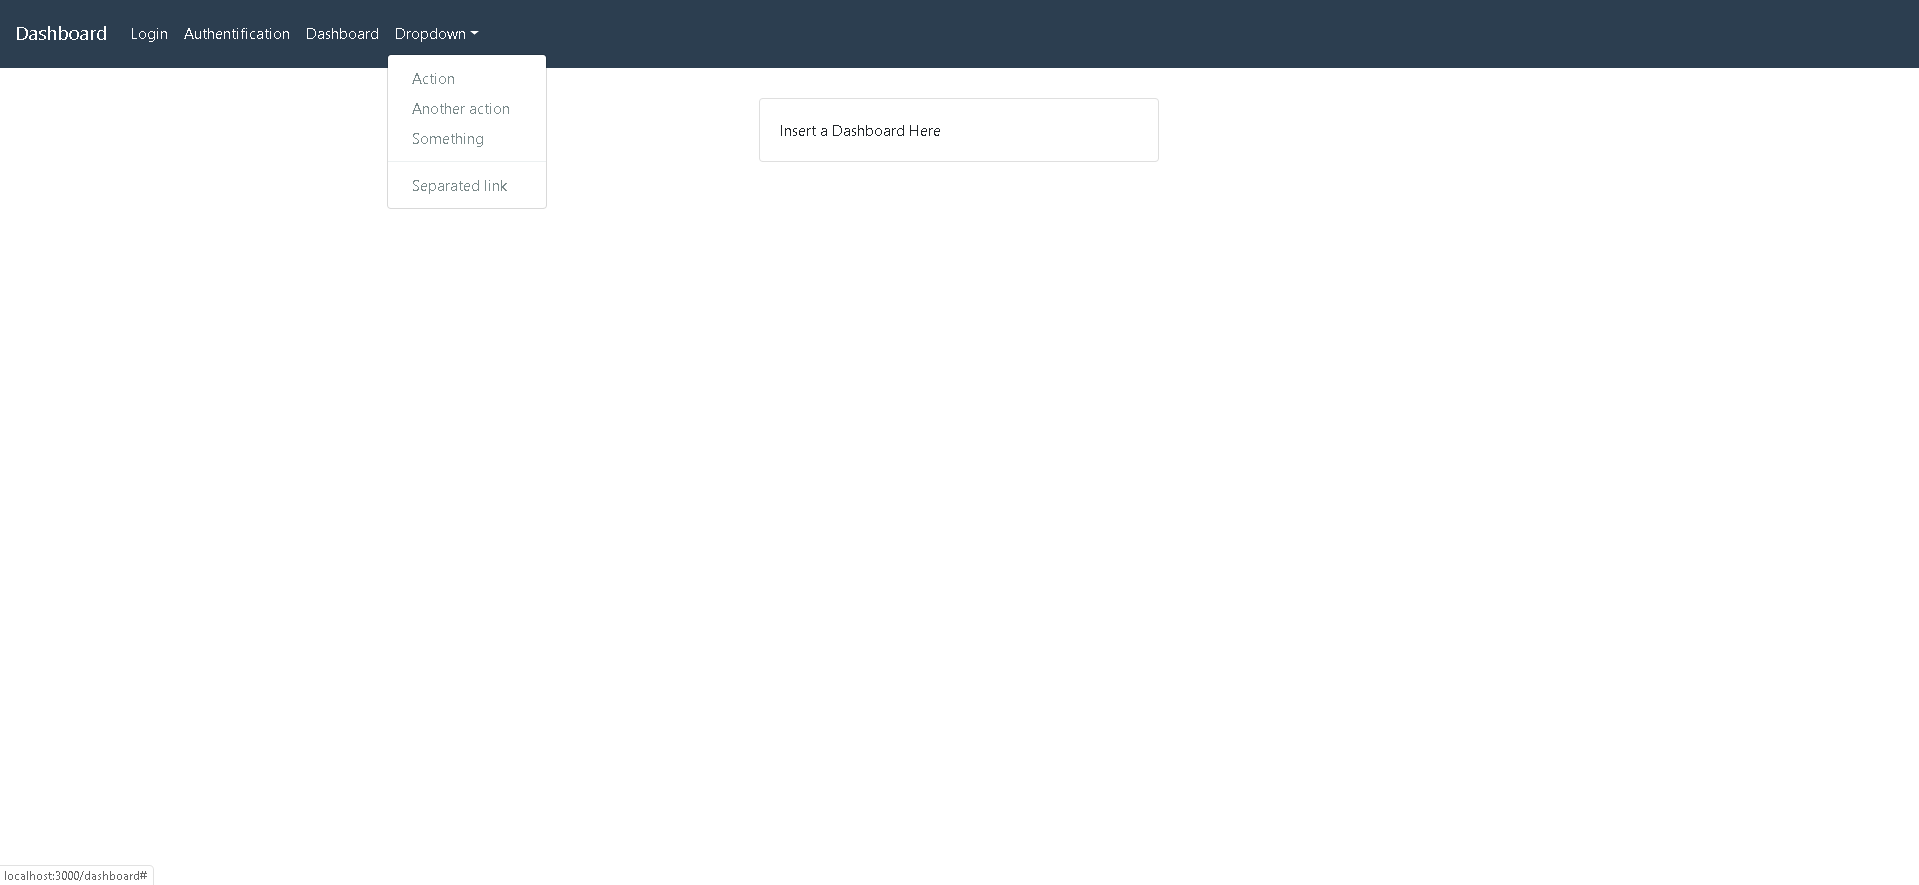 Dashboard Login Authentification Dashboard Dropdown
Action
Another action
Something
Separated link
Insert a Dashboard Here
localhost:3000/dashboard#